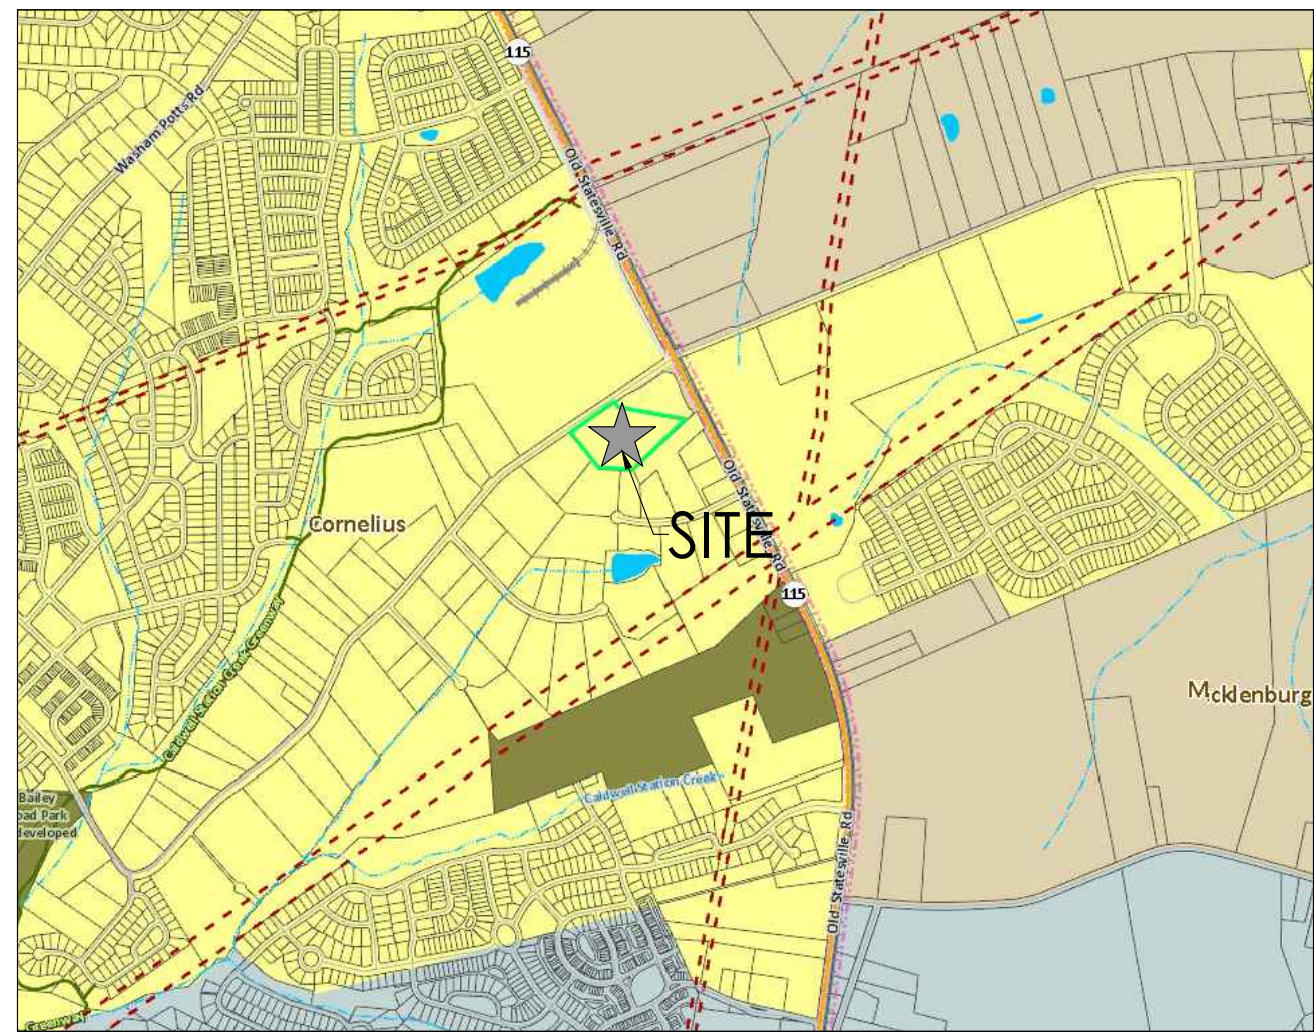 115
Washam Potts Rd
Old Statesville Rd
Cornelius
SITE
Old Statesville Rd
115
Mcklenburg
Caldwell Station Creek Greenway
Caldwell Station Creek
Bailey
oad Park
developed
Old Statesville Rd
Greenway